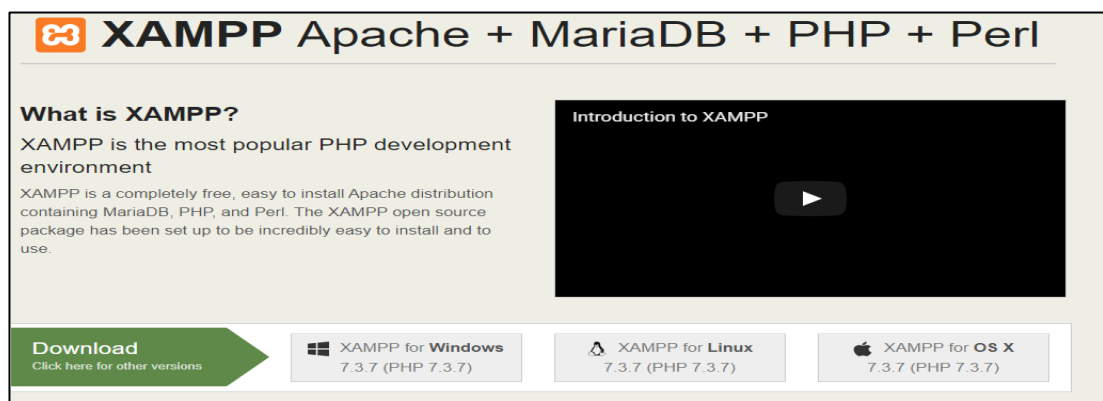 XAMPP Apache + MariaDB + PHP + Perl
What is XAMPP?
XAMPP is the most popular PHP development
environment
XAMPP is a completely free, easy to install Apache distribution
containing MariaDB, PHP, and Perl. The XAMPP open source
package has been set up to be incredibly easy to install and to
use.
Introduction to XAMPP
Download
Click here for other versions
XAMPP for Windows
7.3.7 (PHP 7.3.7)
XAMPP for Linux
7.3.7 (PHP 7.3.7)
XAMPP for OS X
7.3.7 (PHP 7.3.7)